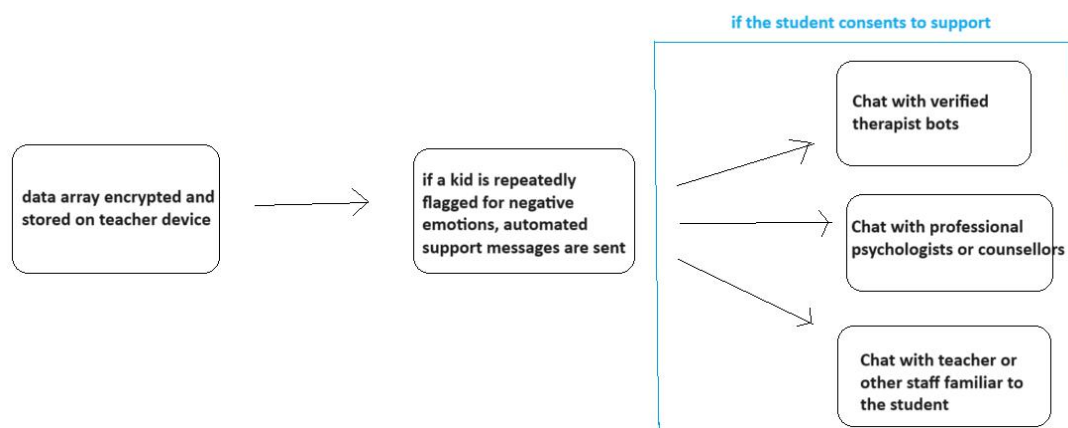 if the student consents to support
Chat with verified
therapist bots
data array encrypted and
stored on teacher device
if a kid is repeatedly
flagged for negative
emotions, automated
support messages are sent
Chat with professional
psychologists or counsellors
Chat with teacher or
other staff familiar to
the student